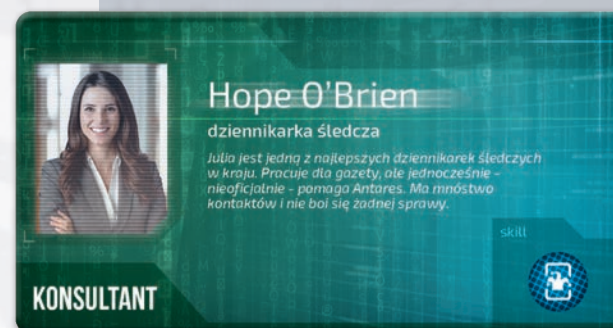 Hope O'Brien
dziennikarka śledcza
Julia jest jedną z najlepszych dziennikarek śledczych
w kraju. Pracuje dla gazety, ale jednocześnie –
nieoficjalnie – pomaga Antares. Ma mnóstwo
kontaktów i nie boi się żadnej sprawy.
skill
KONSULTANT